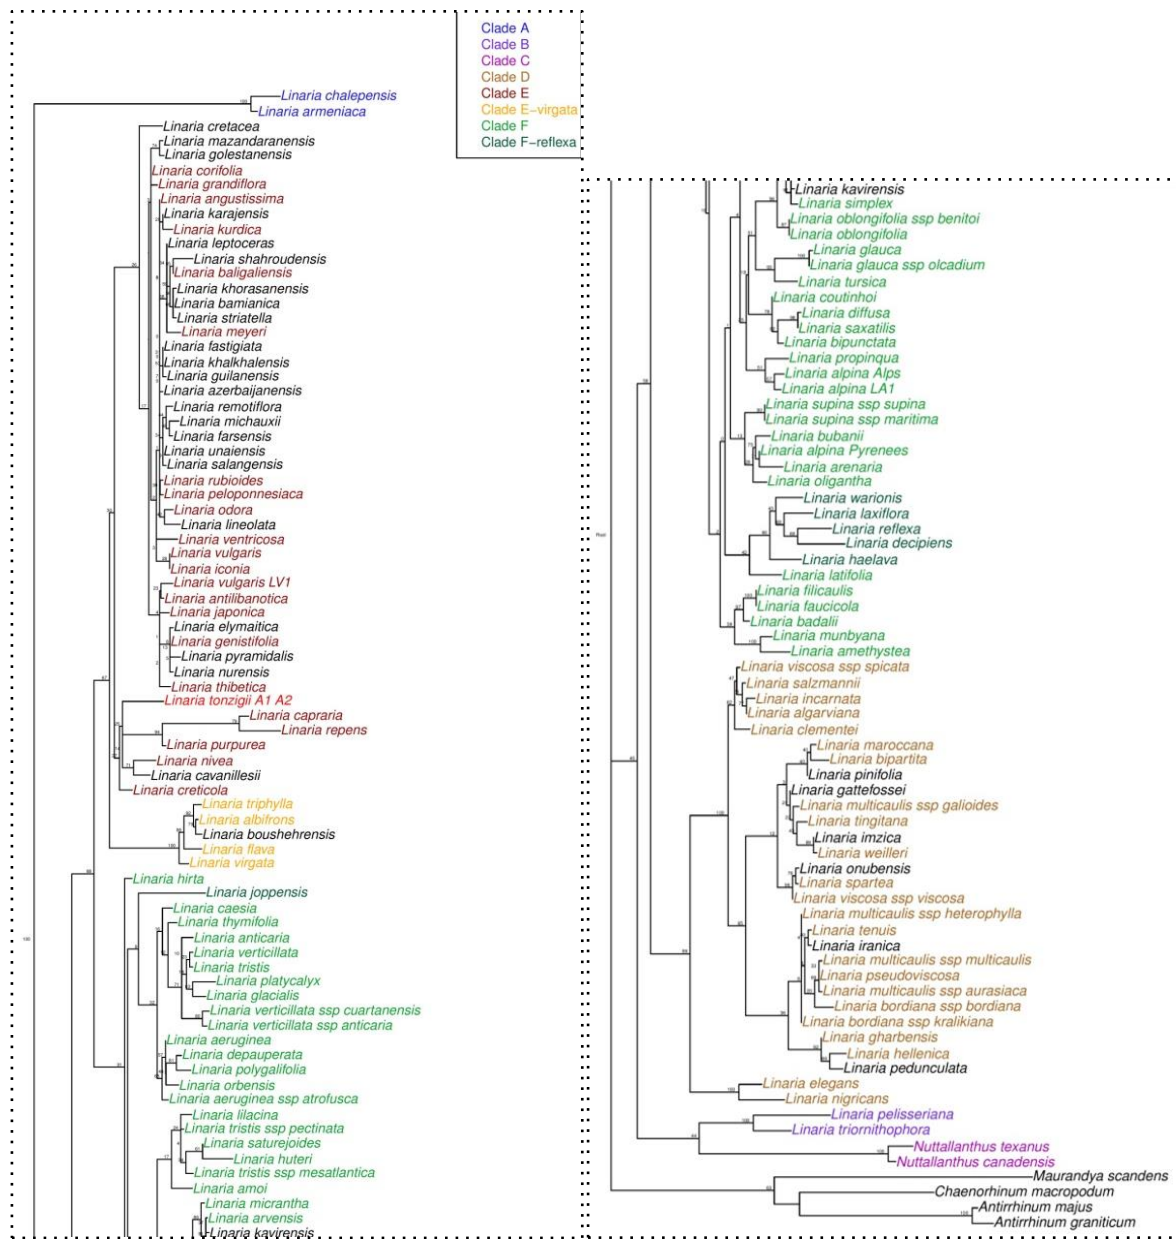 Clade A
Clade B
Clade C
Clade D
Clade E
Clade E-virgata
Clade F
Clade F-reflexa
Linaria chalepensis
Linaria armeniaca
Linaria cretacea
Linaria mazandaranensis
Linaria golestanensis
Linaria corifolia
Linaria grandiflora
Linaria angustissima
Linaria karajensis
Linaria kurdica
Linaria leptoceras
Linaria shahroudensis
Linaria baligaliensis
Linaria khorasanensis
Linaria bamianica
Linaria striatella
Linaria meyeri
Linaria fastigiata
Linaria khalkhalensis
Linaria guilanensis
Linaria azerbaijanensis
Linaria remotiflora
Linaria michauxii
Linaria farsensis
Linaria unaiensis
Linaria salangensis
Linaria rubioides
Linaria peloponnesiaca
Linaria odora
Linaria lineolata
Linaria ventricosa
Linaria vulgaris
Linaria iconia
Linaria vulgaris LV1
Linaria antilibanotica
Linaria japonica
Linaria elymaitica
Linaria genistifolia
Linaria pyramidalis
Linaria nurensis
Linaria thibetica
Linaria tonzigii A1 A2
Linaria capraria
Linaria repens
Linaria purpurea
Linaria nivea
Linaria cavanillesii
Linaria creticola
Linaria triphylla
Linaria albifrons
Linaria boushehrensis
Linaria flava
Linaria virgata
Linaria hirta
Linaria joppensis
Linaria caesia
Linaria thymifolia
Linaria anticaria
Linaria verticillata
Linaria tristis
Linaria platycalyx
Linaria glacialis
Linaria verticillata ssp cuartanensis
Linaria verticillata ssp anticaria
Linaria aeruginea
Linaria depauperata
Linaria polygalifolia
Linaria orbensis
Linaria aeruginea ssp atrofusca
Linaria lilacina
Linaria tristis ssp pectinata
Linaria saturejoides
Linaria huteri
Linaria tristis ssp mesatlantica
Linaria amoi
Linaria micrantha
Linaria arvensis
Linaria kavirensis
Linaria kavirensis
Linaria simplex
Linaria oblongifolia ssp benitoi
Linaria oblongifolia
Linaria glauca
Linaria glauca ssp olcadium
Linaria tursica
Linaria coutinhoi
Linaria diffusa
Linaria saxatilis
Linaria bipunctata
Linaria propinqua
Linaria alpina Alps
Linaria alpina LA1
Linaria supina ssp supina
Linaria supina ssp maritima
Linaria bubanii
Linaria alpina Pyrenees
Linaria arenaria
Linaria oligantha
Linaria warionis
Linaria laxiflora
Linaria reflexa
Linaria decipiens
Linaria haelava
Linaria latifolia
Linaria filicaulis
Linaria faucicola
Linaria badalii
Linaria munbyana
Linaria amethystea
Linaria viscosa ssp spicata
Linaria salzmannii
Linaria incarnata
Linaria algarviana
Linaria clementei
Linaria maroccana
Linaria bipartita
Linaria pinifolia
Linaria gattefossei
Linaria multicaulis ssp galioides
Linaria tingitana
Linaria imzica
Linaria weilleri
Linaria onubensis
Linaria spartea
Linaria viscosa ssp viscosa
Linaria multicaulis ssp heterophylla
Linaria tenuis
Linaria iranica
Linaria multicaulis ssp multicaulis
Linaria pseudoviscosa
Linaria multicaulis ssp aurasiaca
Linaria bordiana ssp bordiana
Linaria bordiana ssp kralikiana
Linaria gharbensis
Linaria hellenica
Linaria pedunculata
Linaria elegans
Linaria nigricans
Linaria pelisseriana
Linaria triornithophora
Nuttallanthus texanus
Nuttallanthus canadensis
Maurandya scandens
Chaenorhinum macropodum
Antirrhinum majus
Antirrhinum graniticum